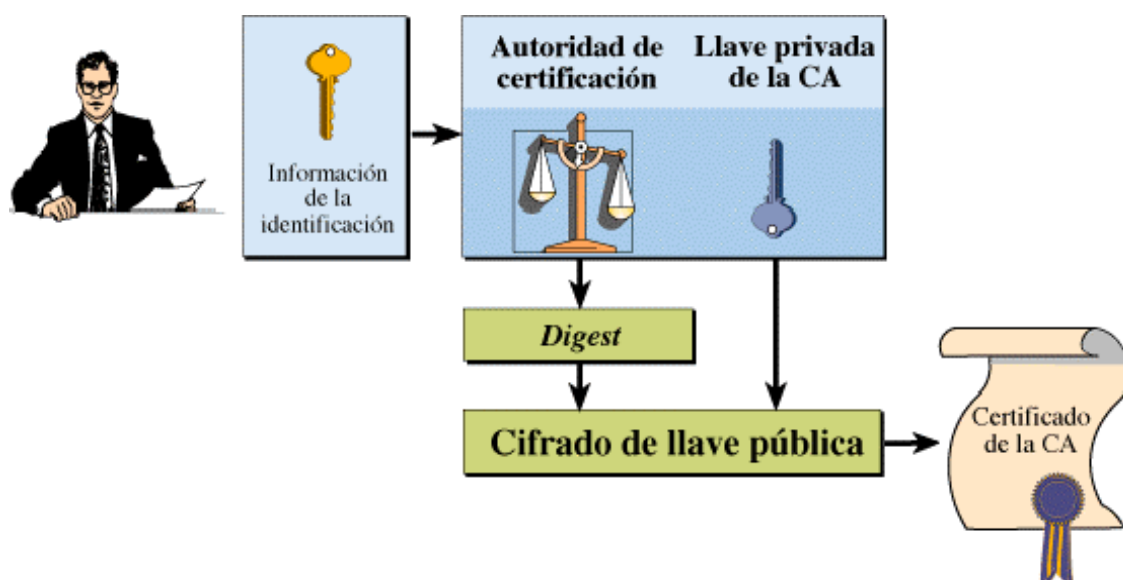 Información
de la
identificación
Autoridad de
certificación
Llave privada
de la CA
Digest
Cifrado de llave pública
Certificado
de la CA